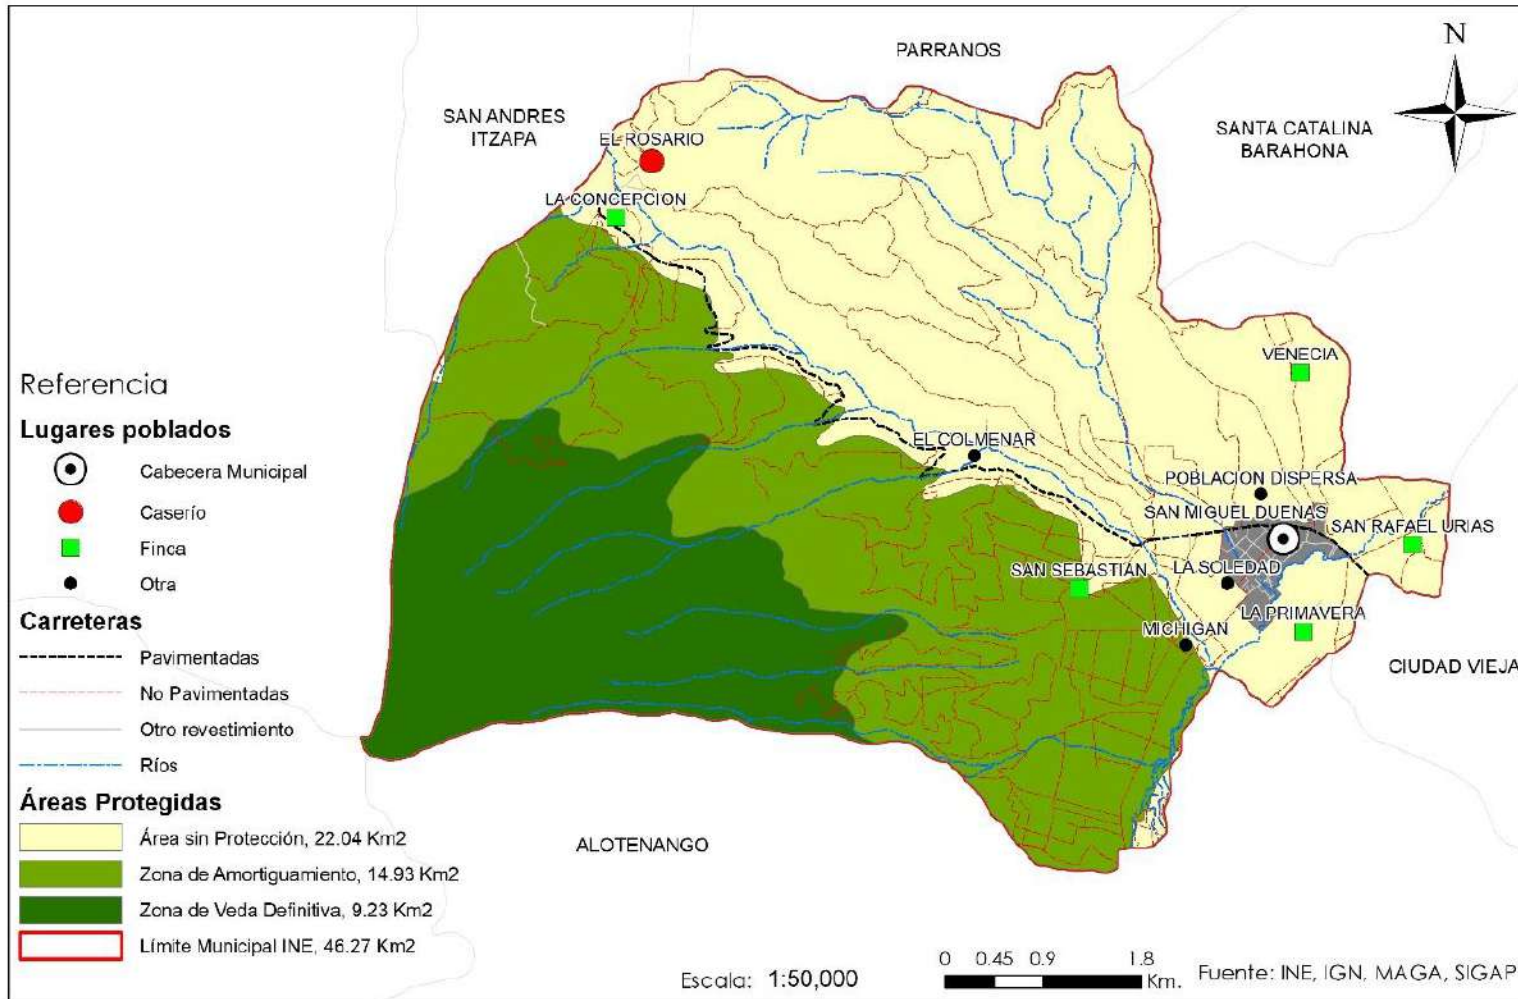 PARRANOS
N
SAN ANDRES
ITZAPA
SANTA CATALINA
BARAHONA
EL ROSARIO
LA CONCEPCION
VENECIA
EL COLMENAR
POBLACION DISPERSA
SAN MIGUEL DUENAS
SAN RAFAEL URIAS
SAN SEBASTIAN
LA SOLEDAD
LA PRIMAVERA
MICHIGAN
CIUDAD VIEJA
ALOTENANGO
Referencia
Lugares poblados
Cabecera Municipal
Caserío
Finca
Otra
Carreteras
Pavimentadas
No Pavimentadas
Otro revestimiento
Ríos
Áreas Protegidas
Área sin Protección, 22.04 Km2
Zona de Amortiguamiento, 14.93 Km2
Zona de Veda Definitiva, 9.23 Km2
Límite Municipal INE, 46.27 Km2
Escala: 1:50,000
0 0.45 0.9 1.8
Km.
Fuente: INE, IGN, MAGA, SIGAP